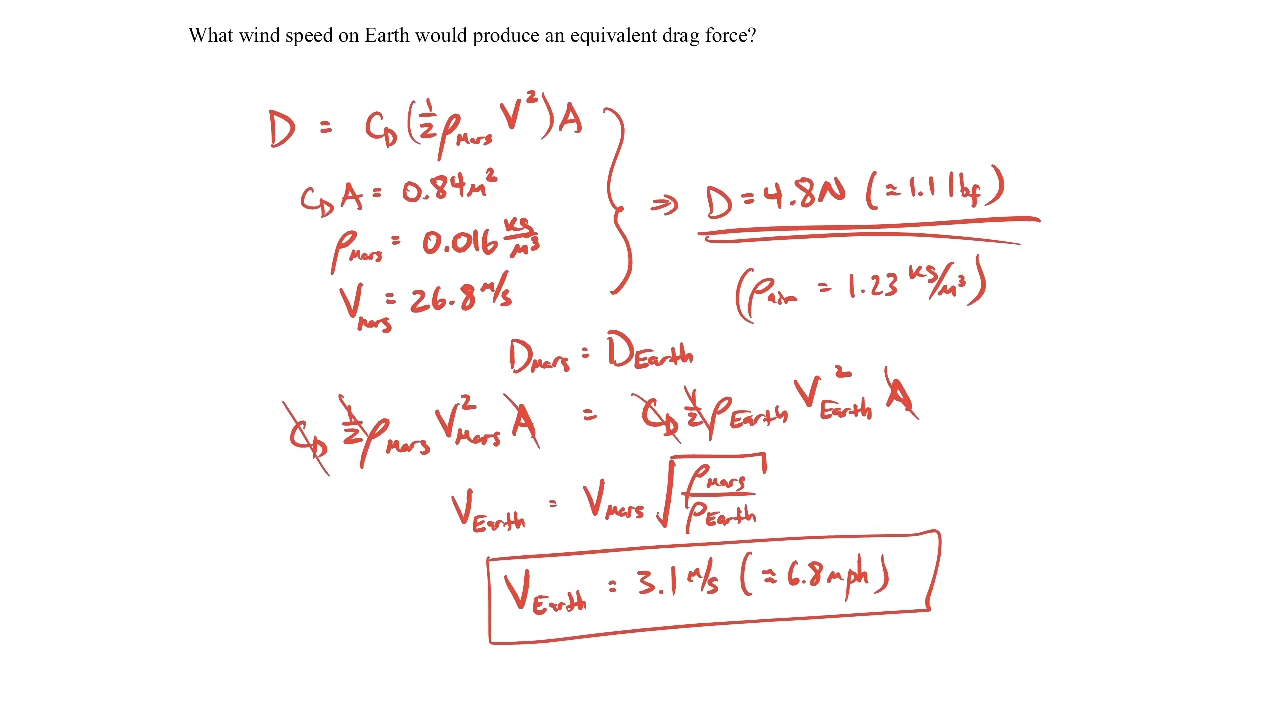 What wind speed on Earth would produce an equivalent drag force?
D = C_D (1/2 ρ_Mars V²) A
C_D A = 0.84 m²
ρ_Mars = 0.016 kg/m³
V_Mars = 26.8 m/s
⇒ D = 4.8N (≈ 1.1 lbf)
(ρ_atm = 1.23 kg/m³)
D_Mars = D_Earth
C_D 1/2 ρ_Mars V²_Mars A = C_D 1/2 ρ_Earth V²_Earth A
V_Earth = V_Mars √(ρ_Mars / ρ_Earth)
V_Earth = 3.1 m/s (≈ 6.8 mph)